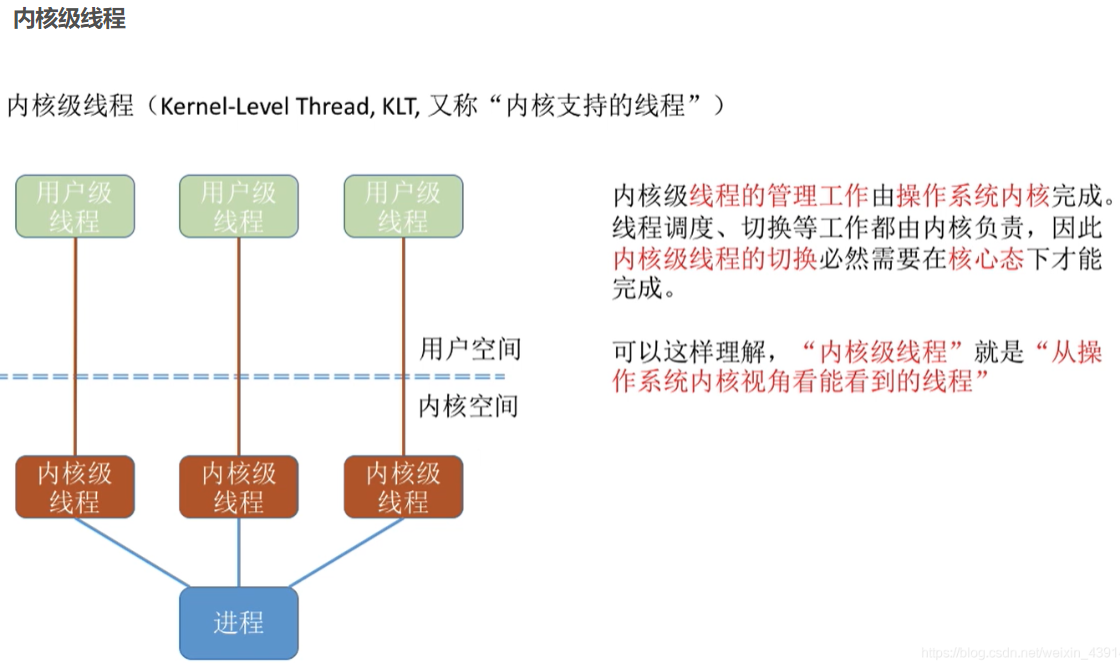 内核级线程
内核级线程（Kernel-Level Thread, KLT, 又称“内核支持的线程”）
用户级
线程
用户级
线程
用户级
线程
用户空间
内核空间
内核级
线程
内核级
线程
内核级
线程
进程
内核级线程的管理工作由操作系统内核完成。
线程调度、切换等工作都由内核负责，因此
内核级线程的切换必然需要在核心态下才能
完成。
可以这样理解，“内核级线程”就是“从操
作系统内核视角看能看到的线程”
https://blog.csdn.net/weixin_4391